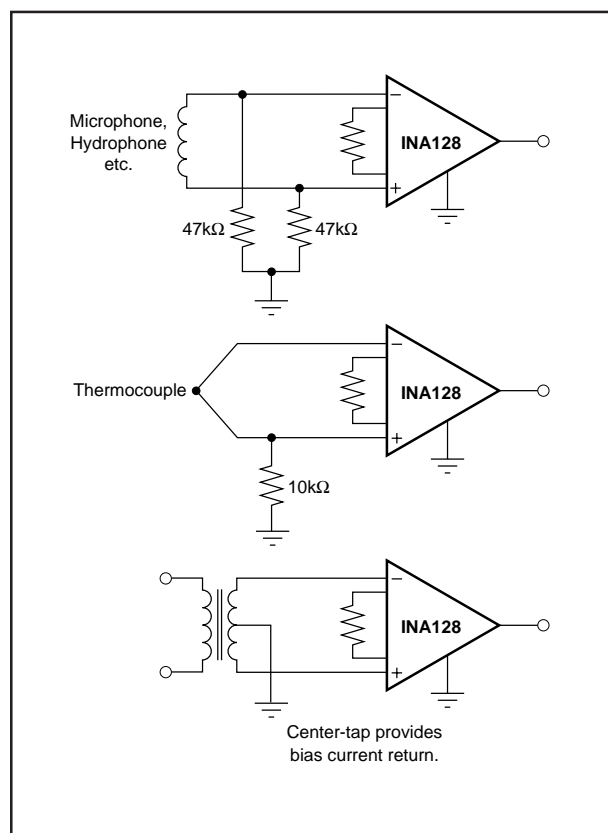 Microphone,
Hydrophone
etc.
−
INA128
+
47kΩ
47kΩ
Thermocouple
−
INA128
+
10kΩ
−
INA128
+
Center-tap provides
bias current return.